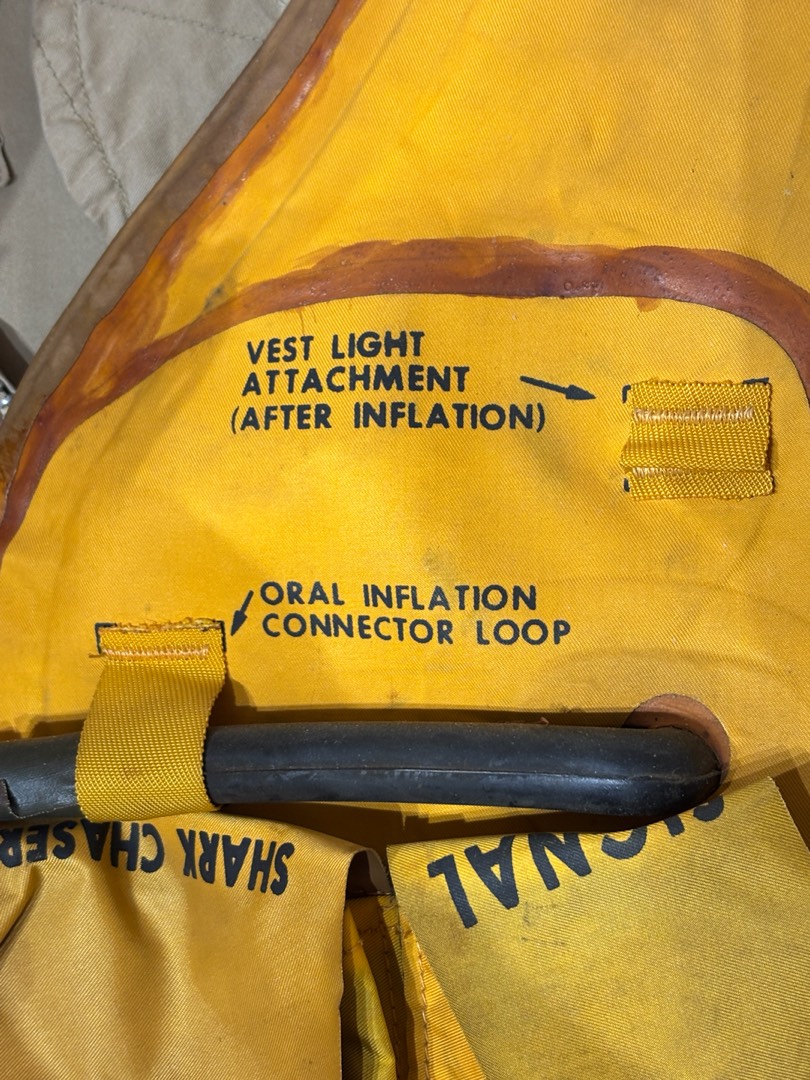 VEST LIGHT
ATTACHMENT
(AFTER INFLATION)
ORAL INFLATION
CONNECTOR LOOP
SHARK CHASER
SIGNAL